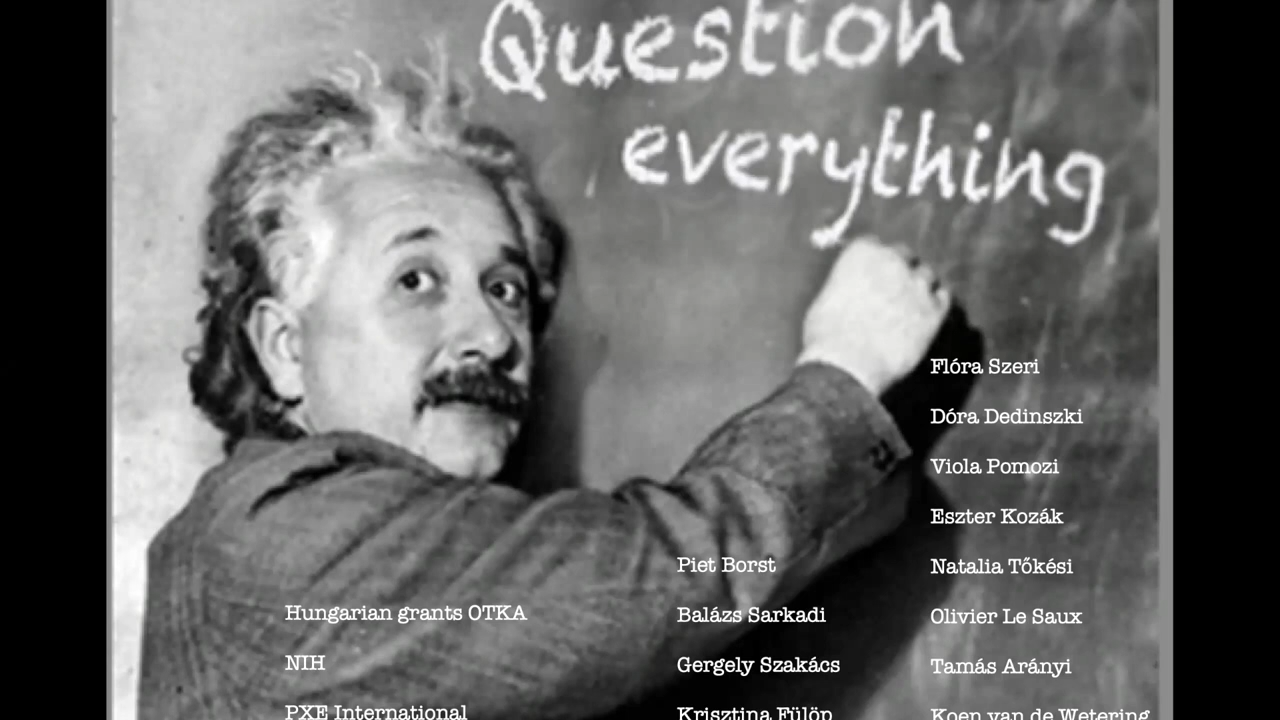 Question
everything
Hungarian grants OTKA
NIH
PXE International
Piet Borst
Balázs Sarkadi
Gergely Szakács
Krisztina Fülöp
Flóra Szeri
Dóra Dedinszki
Viola Pomozi
Eszter Kozák
Natalia Tőkési
Olivier Le Saux
Tamás Arányi
Koen van de Wetering